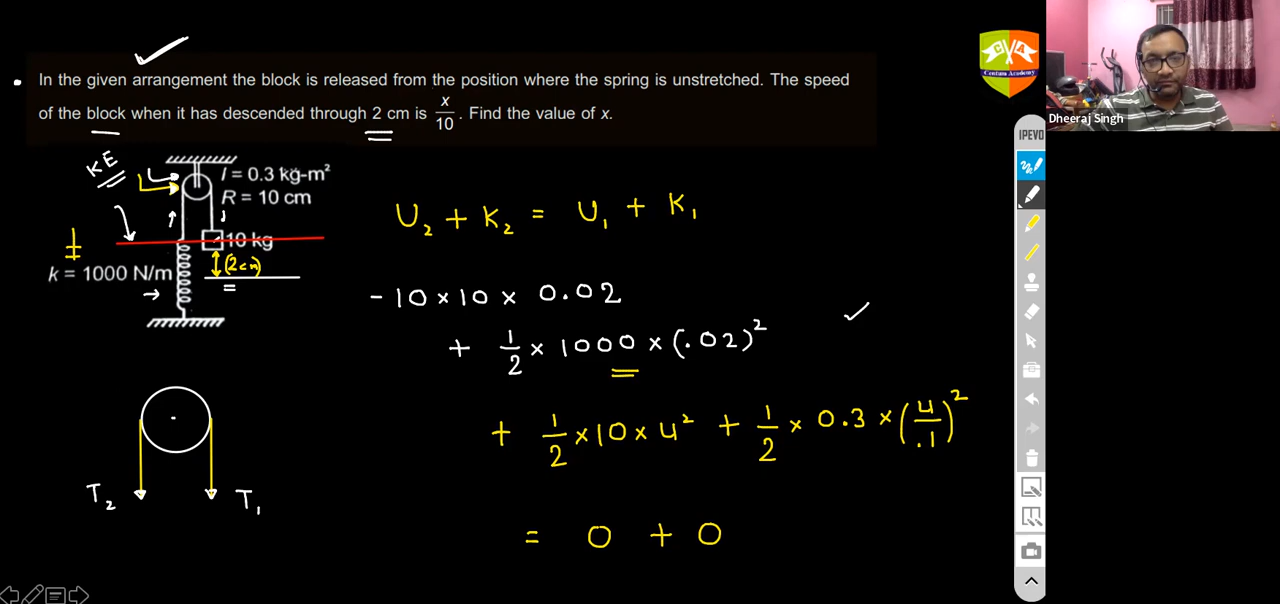 In the given arrangement the block is released from the position where the spring is unstretched. The speed
of the block when it has descended through 2 cm is x/10. Find the value of x.
KE
I = 0.3 kg-m²
R = 10 cm
10 kg
(2cm)
k = 1000 N/m
T₂
T₁
U₂ + K₂ = U₁ + K₁
- 10 × 10 × 0.02
+ 1/2 × 1000 × (.02)²
+ 1/2 × 10 × u² + 1/2 × 0.3 × (u/.1)²
= 0 + 0
Centum Academy
Dheeraj Singh
IPEVO